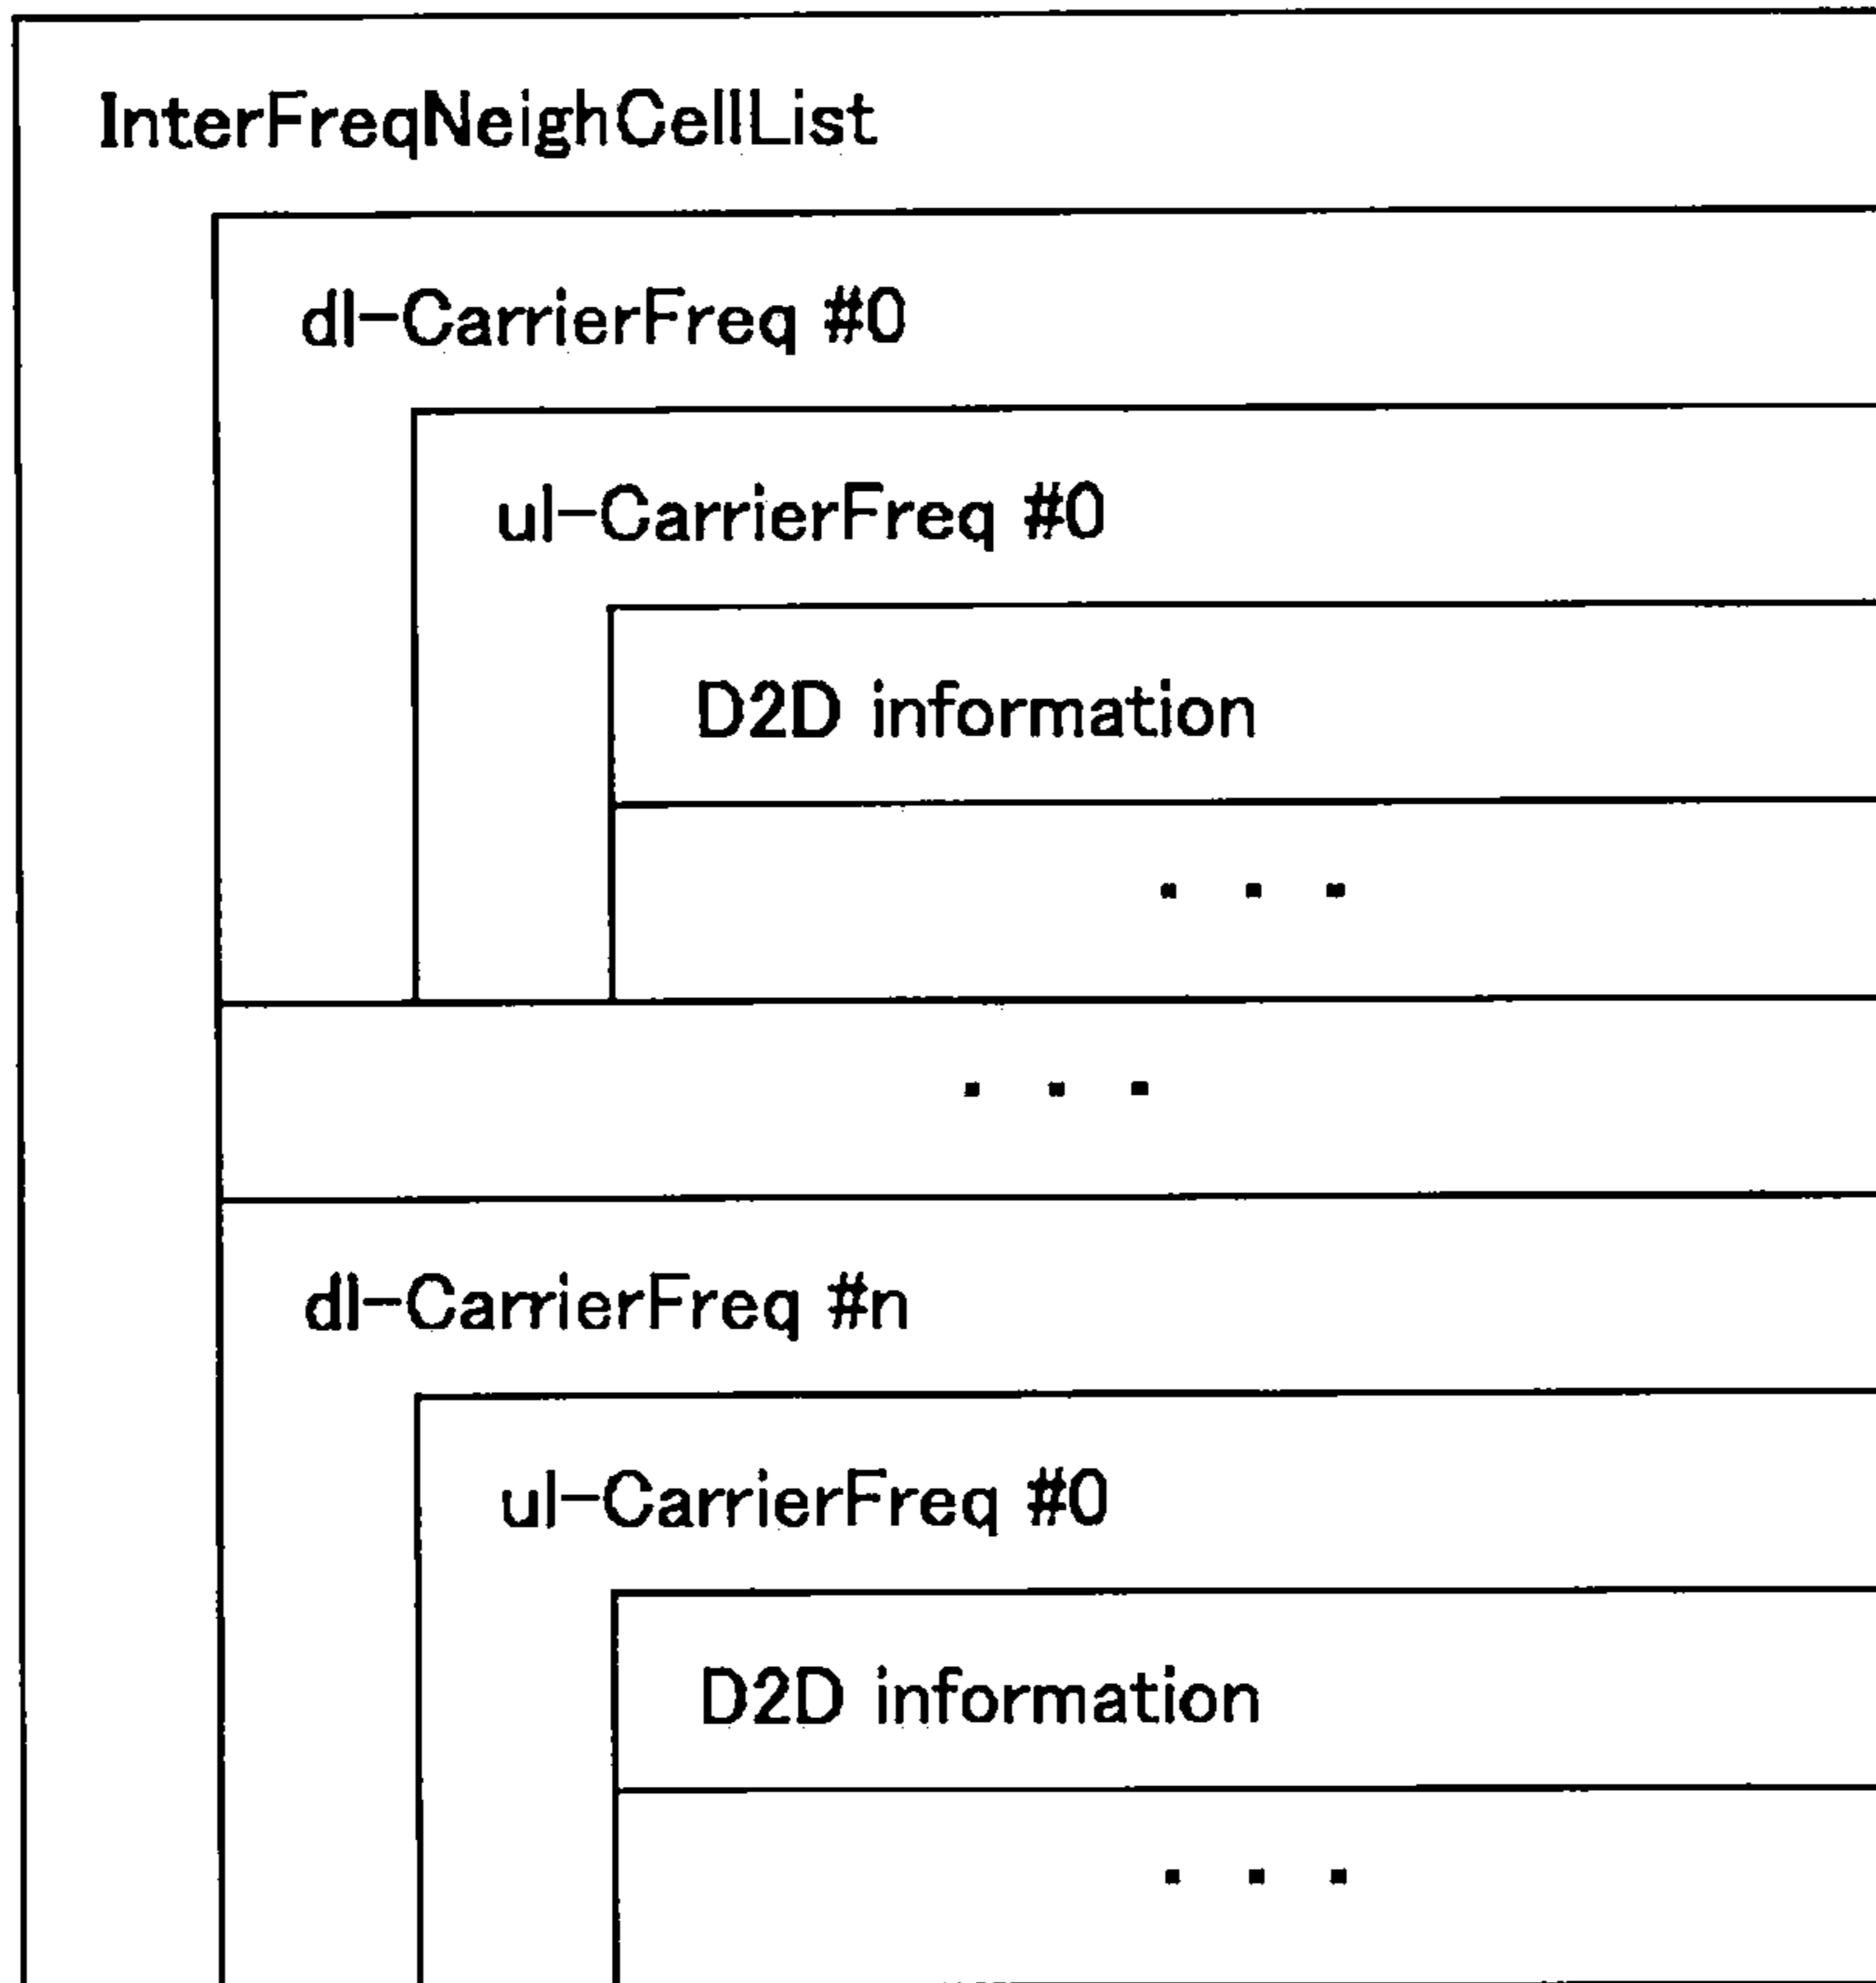 InterFreqNeighCellList
dl-CarrierFreq #0
ul-CarrierFreq #0
D2D information
. . .
. . .
dl-CarrierFreq #n
ul-CarrierFreq #0
D2D information
. . .